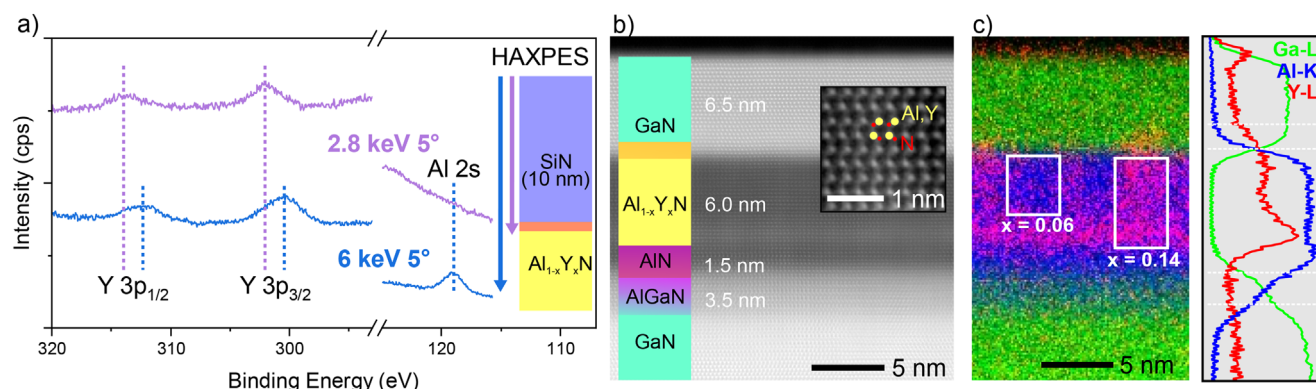 a)
Intensity (cps)
HAXPES
2.8 keV 5°
Al 2s
SiN
(10 nm)
6 keV 5°
Al1-xYxN
Y 3p1/2
Y 3p3/2
320
300
120
110
Binding Energy (eV)
b)
GaN
6.5 nm
Al,Y
N
1 nm
Al1-xYxN
6.0 nm
AlN
1.5 nm
AlGaN
3.5 nm
GaN
5 nm
c)
x = 0.06
x = 0.14
5 nm
Ga-L
Al-K
Y-L